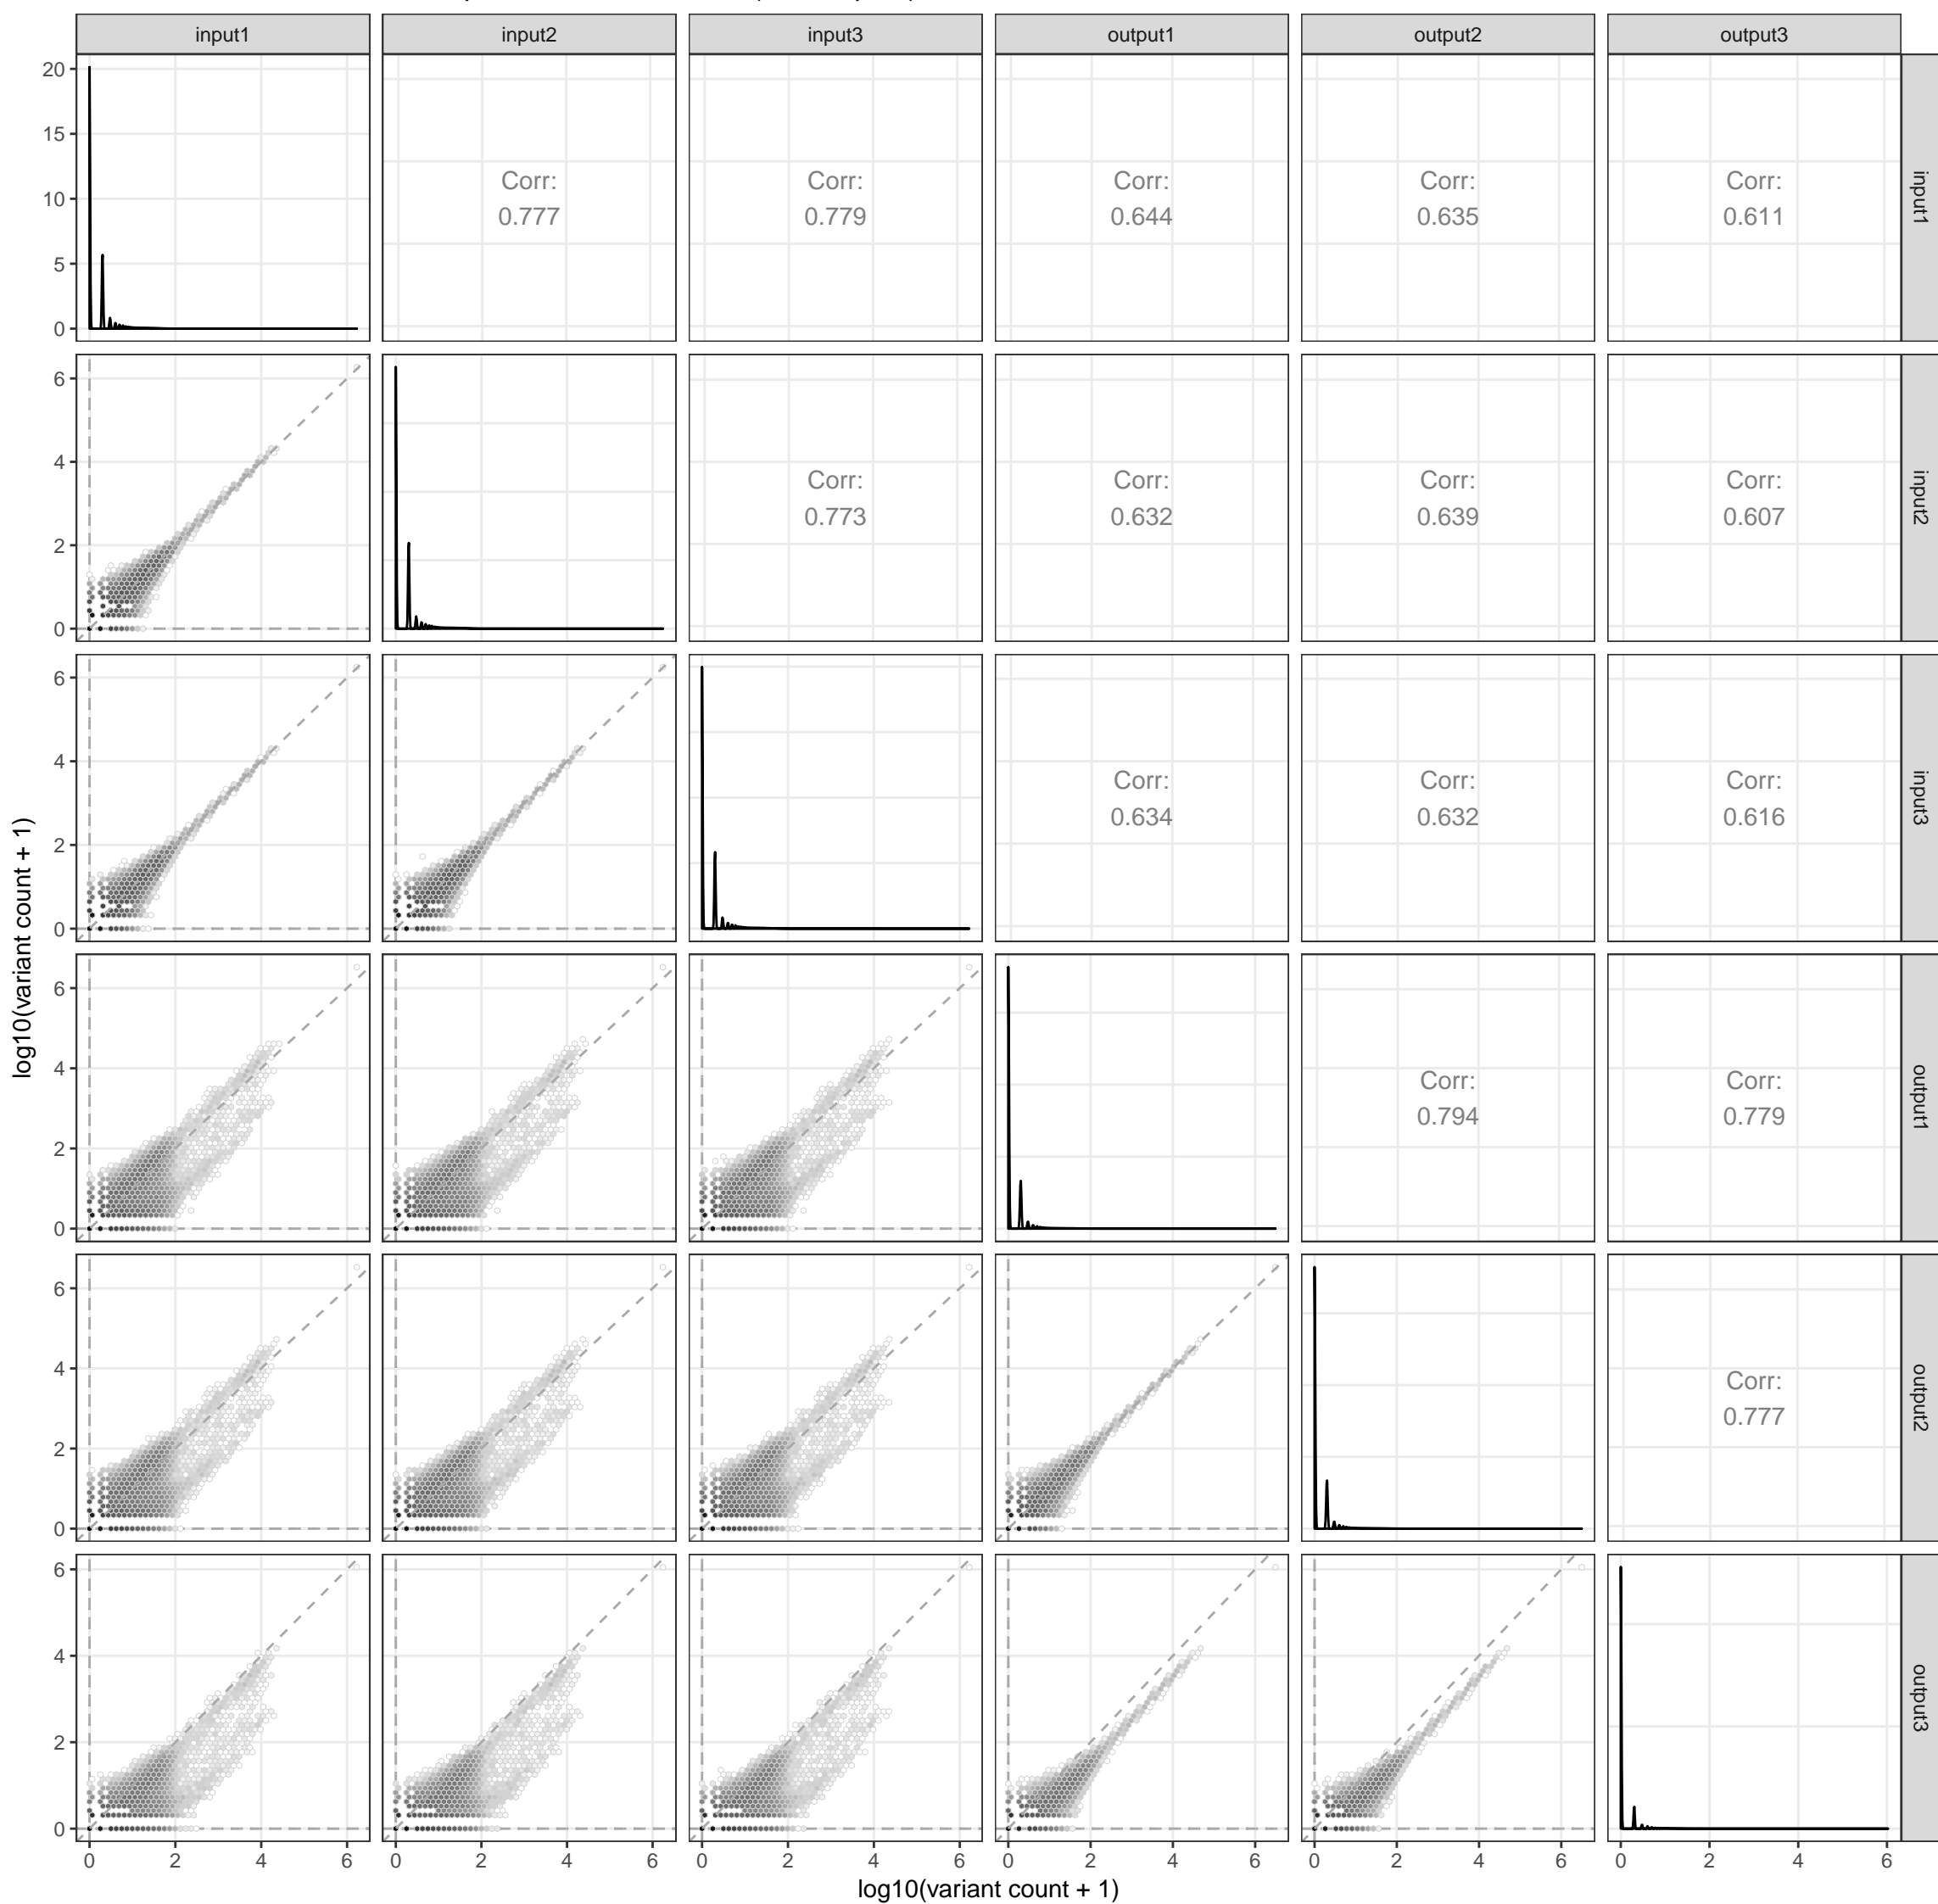 input1 input2 input3 output1 output2 output3
20
15
10
5
0
Corr:
0.777
Corr:
0.779
Corr:
0.644
Corr:
0.635
Corr:
0.611
input1
6
4
2
0
Corr:
0.773
Corr:
0.632
Corr:
0.639
Corr:
0.607
input2
6
4
2
0
Corr:
0.634
Corr:
0.632
Corr:
0.616
input3
log10(variant count + 1)
6
4
2
0
Corr:
0.794
Corr:
0.779
output1
6
4
2
0
Corr:
0.777
output2
6
4
2
0
output3
0 2 4 6 0 2 4 6 0 2 4 6 0 2 4 6 0 2 4 6 0 2 4 6
log10(variant count + 1)